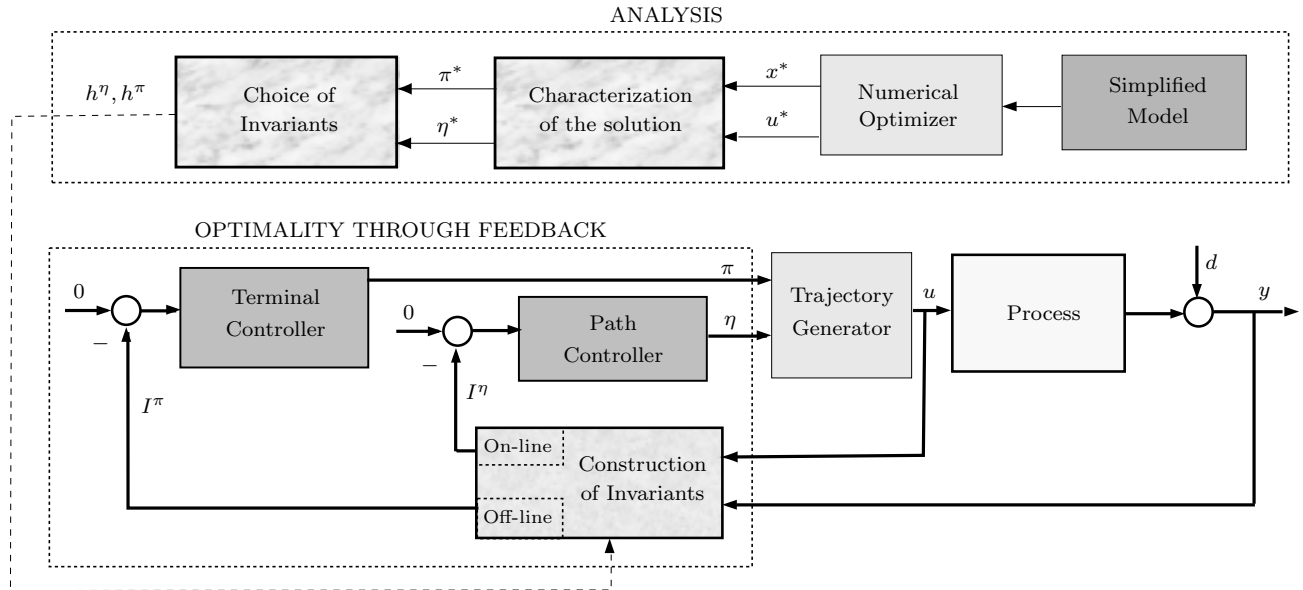 ANALYSIS
h^η, h^π
Choice of
Invariants
π*
η*
Characterization
of the solution
x*
u*
Numerical
Optimizer
Simplified
Model
OPTIMALITY THROUGH FEEDBACK
0
−
Terminal
Controller
π
0
−
Path
Controller
η
Trajectory
Generator
u
Process
d
y
I^π
I^η
On-line
Off-line
Construction
of Invariants